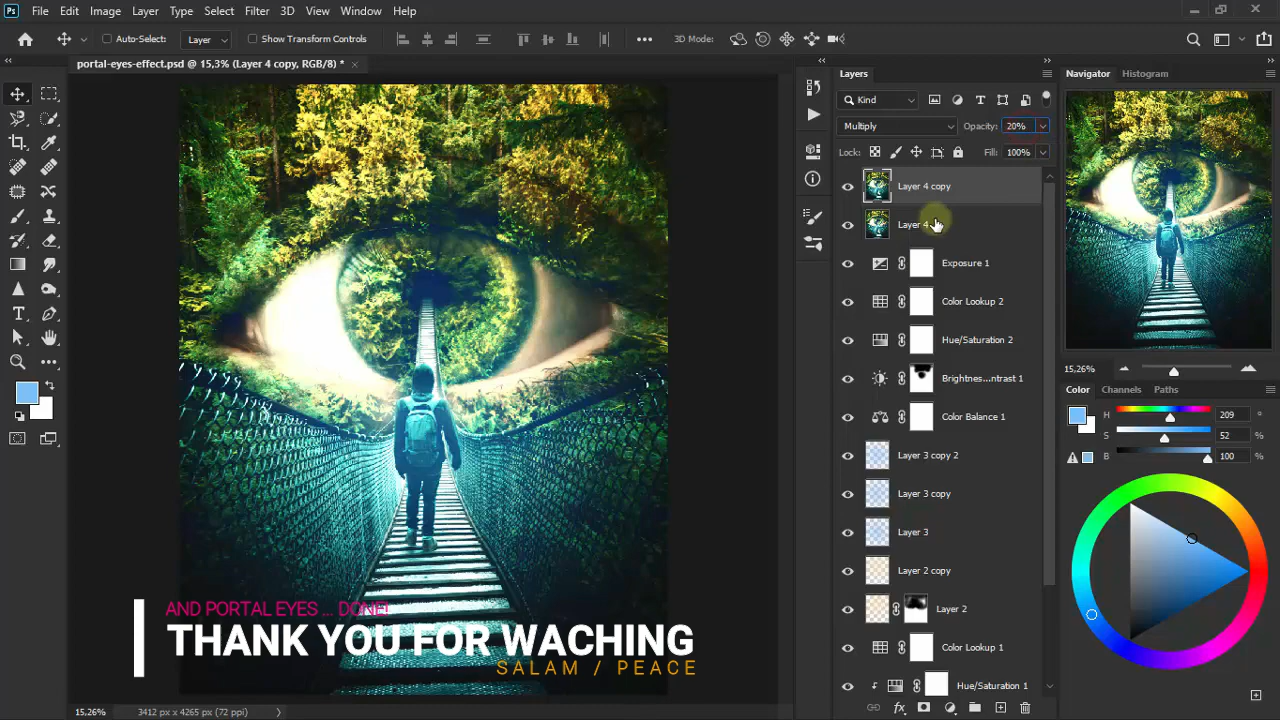 Ps File Edit Image Layer Type Select Filter 3D View Window Help
Auto-Select: Layer Show Transform Controls 3D Mode:
portal-eyes-effect.psd @ 15,3% (Layer 4 copy, RGB/8) *
Layers
Kind
Multiply Opacity: 20%
Lock: Fill: 100%
Layer 4 copy
Layer 4
Exposure 1
Color Lookup 2
Hue/Saturation 2
Brightnes...ntrast 1
Color Balance 1
Layer 3 copy 2
Layer 3 copy
Layer 3
Layer 2 copy
Layer 2
Color Lookup 1
Hue/Saturation 1
Navigator Histogram
15,26%
Color Channels Paths
H 209 °
S 52 %
B 100 %
AND PORTAL EYES ... DONE!
THANK YOU FOR WACHING
SALAM / PEACE
15,26% 3412 px x 4265 px (72 ppi)